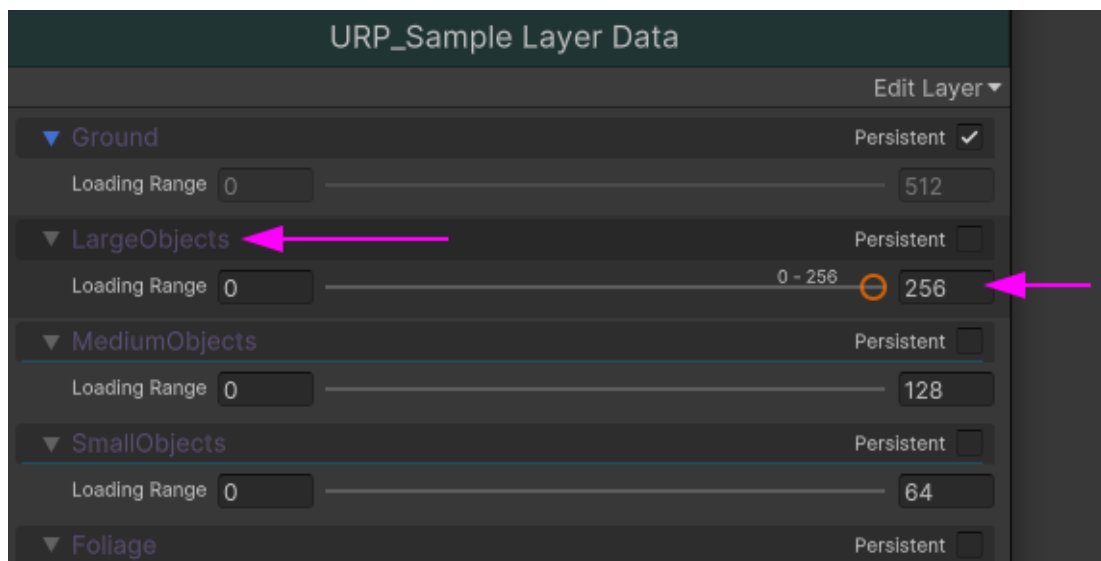 URP_Sample Layer Data
Edit Layer
Ground Persistent
Loading Range 0 512
LargeObjects Persistent
Loading Range 0 0 - 256 256
MediumObjects Persistent
Loading Range 0 128
SmallObjects Persistent
Loading Range 0 64
Foliage Persistent